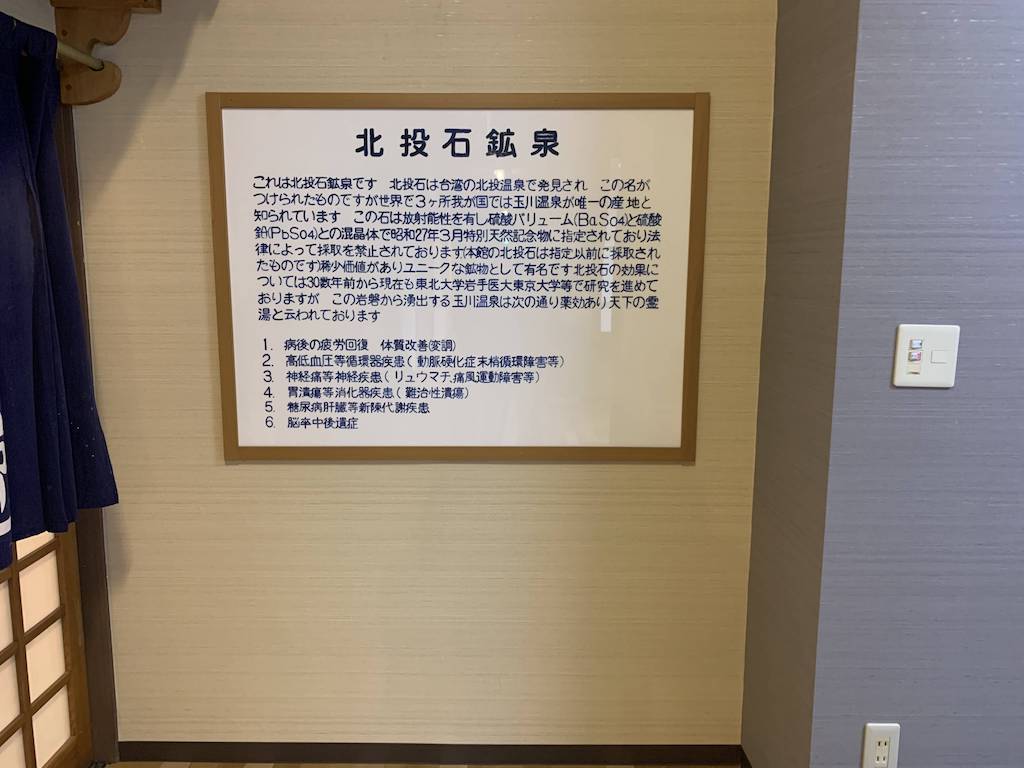 北投石鉱泉
これは北投石鉱泉です　北投石は台湾の北投温泉で発見され　この名が
つけられたものですが世界で３ヶ所我が国では玉川温泉が唯一の産地と
知られています　この石は放射能性を有し硫酸バリューム(BaSo4)と硫酸
鉛(PbSo4)との混晶体で昭和27年３月特別天然記念物に指定されており法
律によって採取を禁止されております(本館の北投石は指定以前に採取され
たものです)稀少価値がありユニークな鉱物として有名です北投石の効果に
ついては30数年前から現在も東北大学岩手医大東京大学等で研究を進めて
おりますが　この岩磐から湧出する玉川温泉は次の通り薬効あり天下の霊
湯と云われております
1.　病後の疲労回復　体質改善(変調)
2.　高低血圧等循環器疾患(動脈硬化症末梢循環障害等)
3.　神経痛等神経疾患(リュウマチ,痛風運動障害等)
4.　胃潰瘍等消化器疾患(難治性潰瘍)
5.　糖尿病肝臓等新陳代謝疾患
6.　脳卒中後遺症